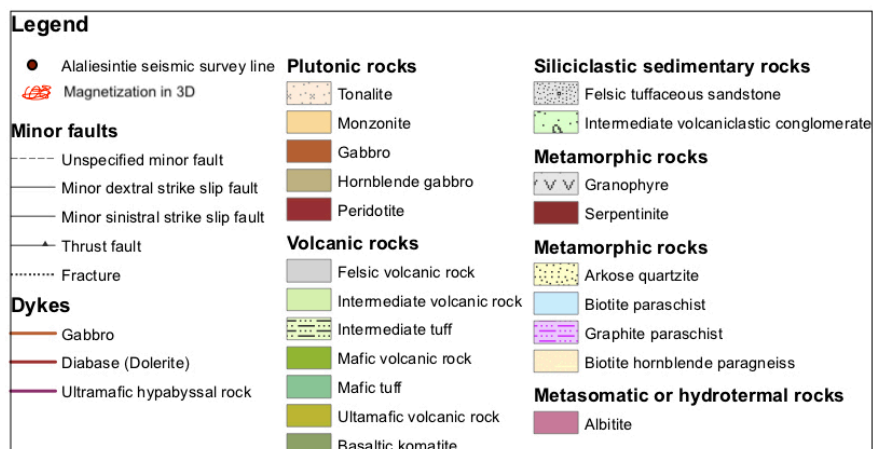 Legend
Alaliesintie seismic survey line
Magnetization in 3D
Minor faults
Unspecified minor fault
Minor dextral strike slip fault
Minor sinistral strike slip fault
Thrust fault
Fracture
Dykes
Gabbro
Diabase (Dolerite)
Ultramafic hypabyssal rock
Plutonic rocks
Tonalite
Monzonite
Gabbro
Hornblende gabbro
Peridotite
Volcanic rocks
Felsic volcanic rock
Intermediate volcanic rock
Intermediate tuff
Mafic volcanic rock
Mafic tuff
Ultamafic volcanic rock
Basaltic komatite
Siliciclastic sedimentary rocks
Felsic tuffaceous sandstone
Intermediate volcaniclastic conglomerate
Metamorphic rocks
Granophyre
Serpentinite
Metamorphic rocks
Arkose quartzite
Biotite paraschist
Graphite paraschist
Biotite hornblende paragneiss
Metasomatic or hydrotermal rocks
Albitite